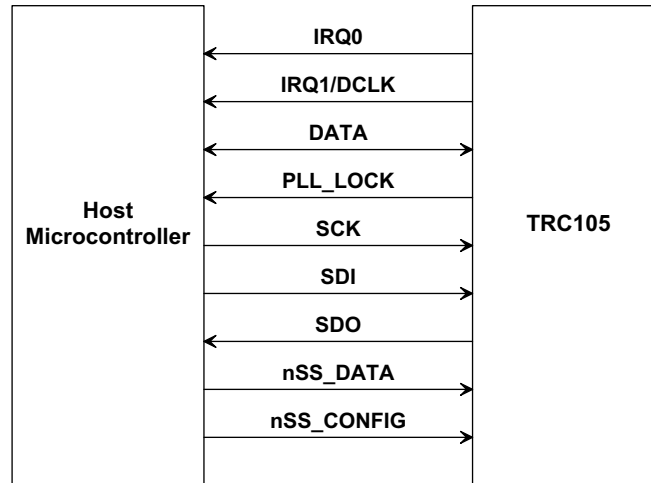 IRQ0
IRQ1/DCLK
DATA
PLL_LOCK
Host
Microcontroller
SCK
TRC105
SDI
SDO
nSS_DATA
nSS_CONFIG